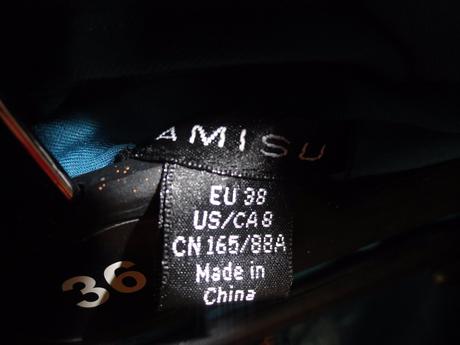 AMISU
EU 38
US/CA 8
CN 165/88A
Made in
China
36